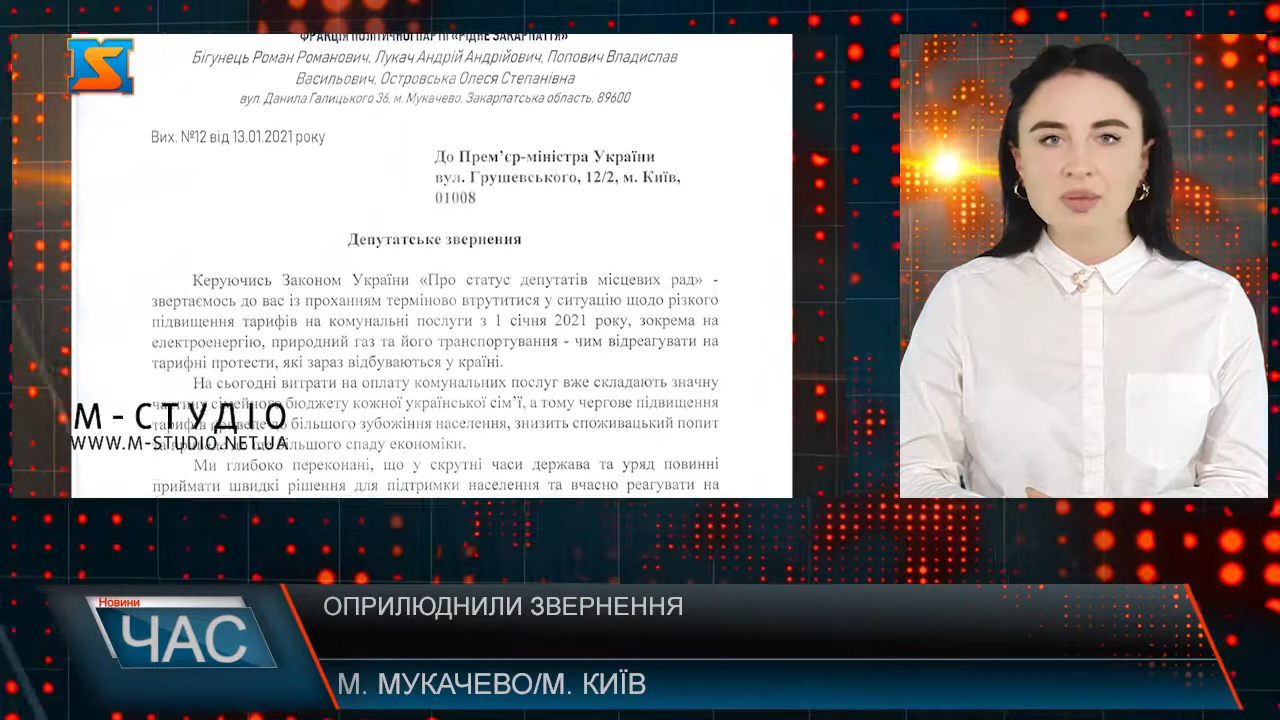 ФРАКЦІЯ ПОЛІТИЧНОЇ ПАРТІЇ «РІДНЕ ЗАКАРПАТТЯ»
Бігунець Роман Романович, Лукач Андрій Андрійович, Попович Владислав
Васильович, Островська Олеся Степанівна
вул. Данила Галицького 36, м. Мукачево, Закарпатська область, 89600
Вих. №12 від 13.01.2021 року
До Прем’єр-міністра України
вул. Грушевського, 12/2, м. Київ,
01008
Депутатське звернення
Керуючись Законом України «Про статус депутатів місцевих рад» -
звертаємось до вас із проханням терміново втрутитися у ситуацію щодо різкого
підвищення тарифів на комунальні послуги з 1 січня 2021 року, зокрема на
електроенергію, природний газ та його транспортування - чим відреагувати на
тарифні протести, які зараз відбуваються у країні.
На сьогодні витрати на оплату комунальних послуг вже складають значну
сімейного бюджету кожної української сім’ї, а тому чергове підвищення
більшого зубожіння населення, знизить споживацький попит
більшого спаду економіки.
Ми глибоко переконані, що у скрутні часи держава та уряд повинні
приймати швидкі рішення для підтримки населення та вчасно реагувати на
М-СТУДІО
WWW.M-STUDIO.NET.UA
Новини
ЧАС
ОПРИЛЮДНИЛИ ЗВЕРНЕННЯ
М. МУКАЧЕВО/М. КИЇВ